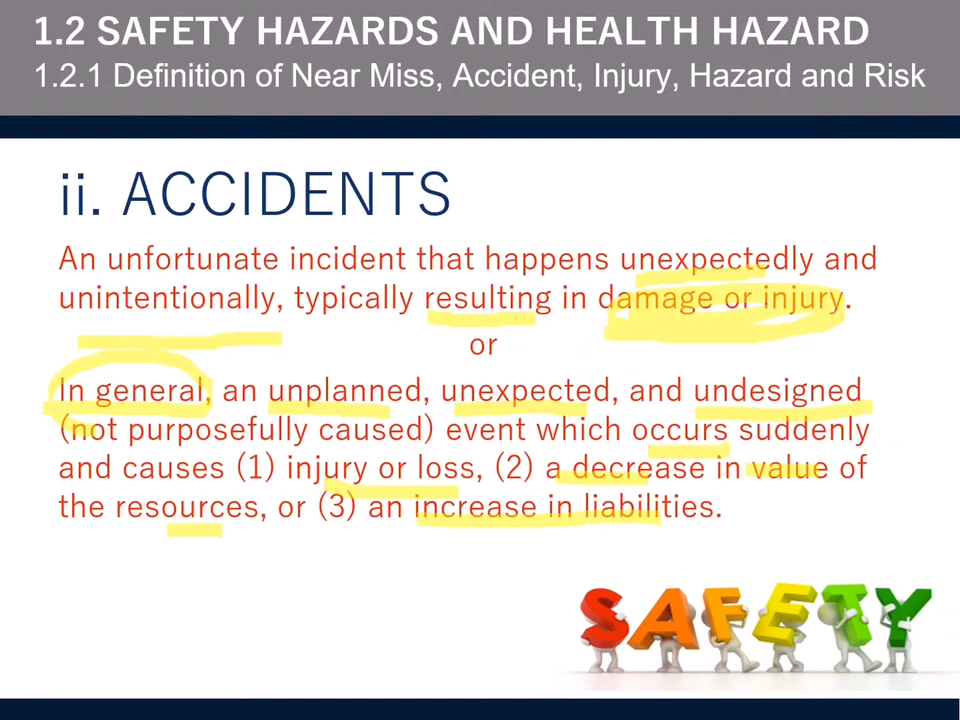 1.2 SAFETY HAZARDS AND HEALTH HAZARD
1.2.1 Definition of Near Miss, Accident, Injury, Hazard and Risk
ii. ACCIDENTS
An unfortunate incident that happens unexpectedly and
unintentionally, typically resulting in damage or injury.
or
In general, an unplanned, unexpected, and undesigned
(not purposefully caused) event which occurs suddenly
and causes (1) injury or loss, (2) a decrease in value of
the resources, or (3) an increase in liabilities.
SAFETY